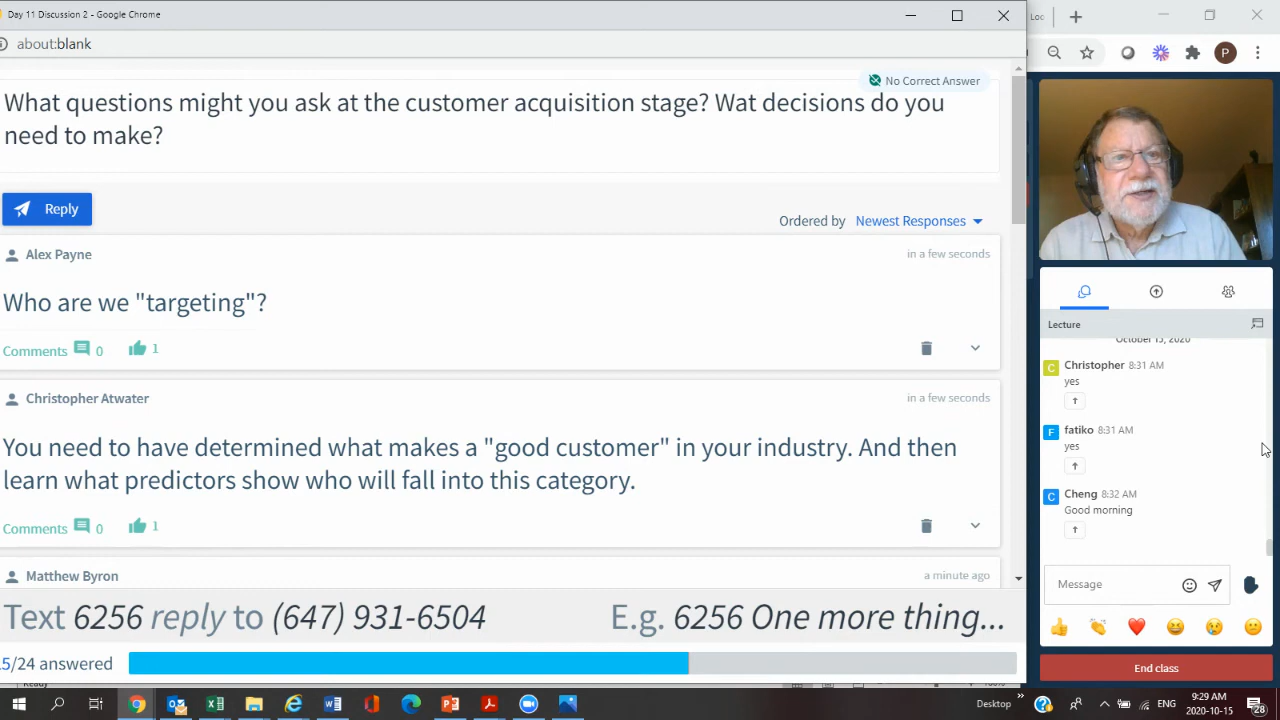 Day 11 Discussion 2 - Google Chrome
about:blank
No Correct Answer
What questions might you ask at the customer acquisition stage? Wat decisions do you
need to make?
Reply
Ordered by Newest Responses
Alex Payne
in a few seconds
Who are we "targeting"?
Comments 0 1
Christopher Atwater
in a few seconds
You need to have determined what makes a "good customer" in your industry. And then
learn what predictors show who will fall into this category.
Comments 0 1
Matthew Byron
a minute ago
Text 6256 reply to (647) 931-6504
E.g. 6256 One more thing...
5/24 answered
P
Lecture
October 15, 2020
C Christopher 8:31 AM
yes
F fatiko 8:31 AM
yes
C Cheng 8:32 AM
Good morning
Message
End class
Desktop
ENG
9:29 AM
2020-10-15
28